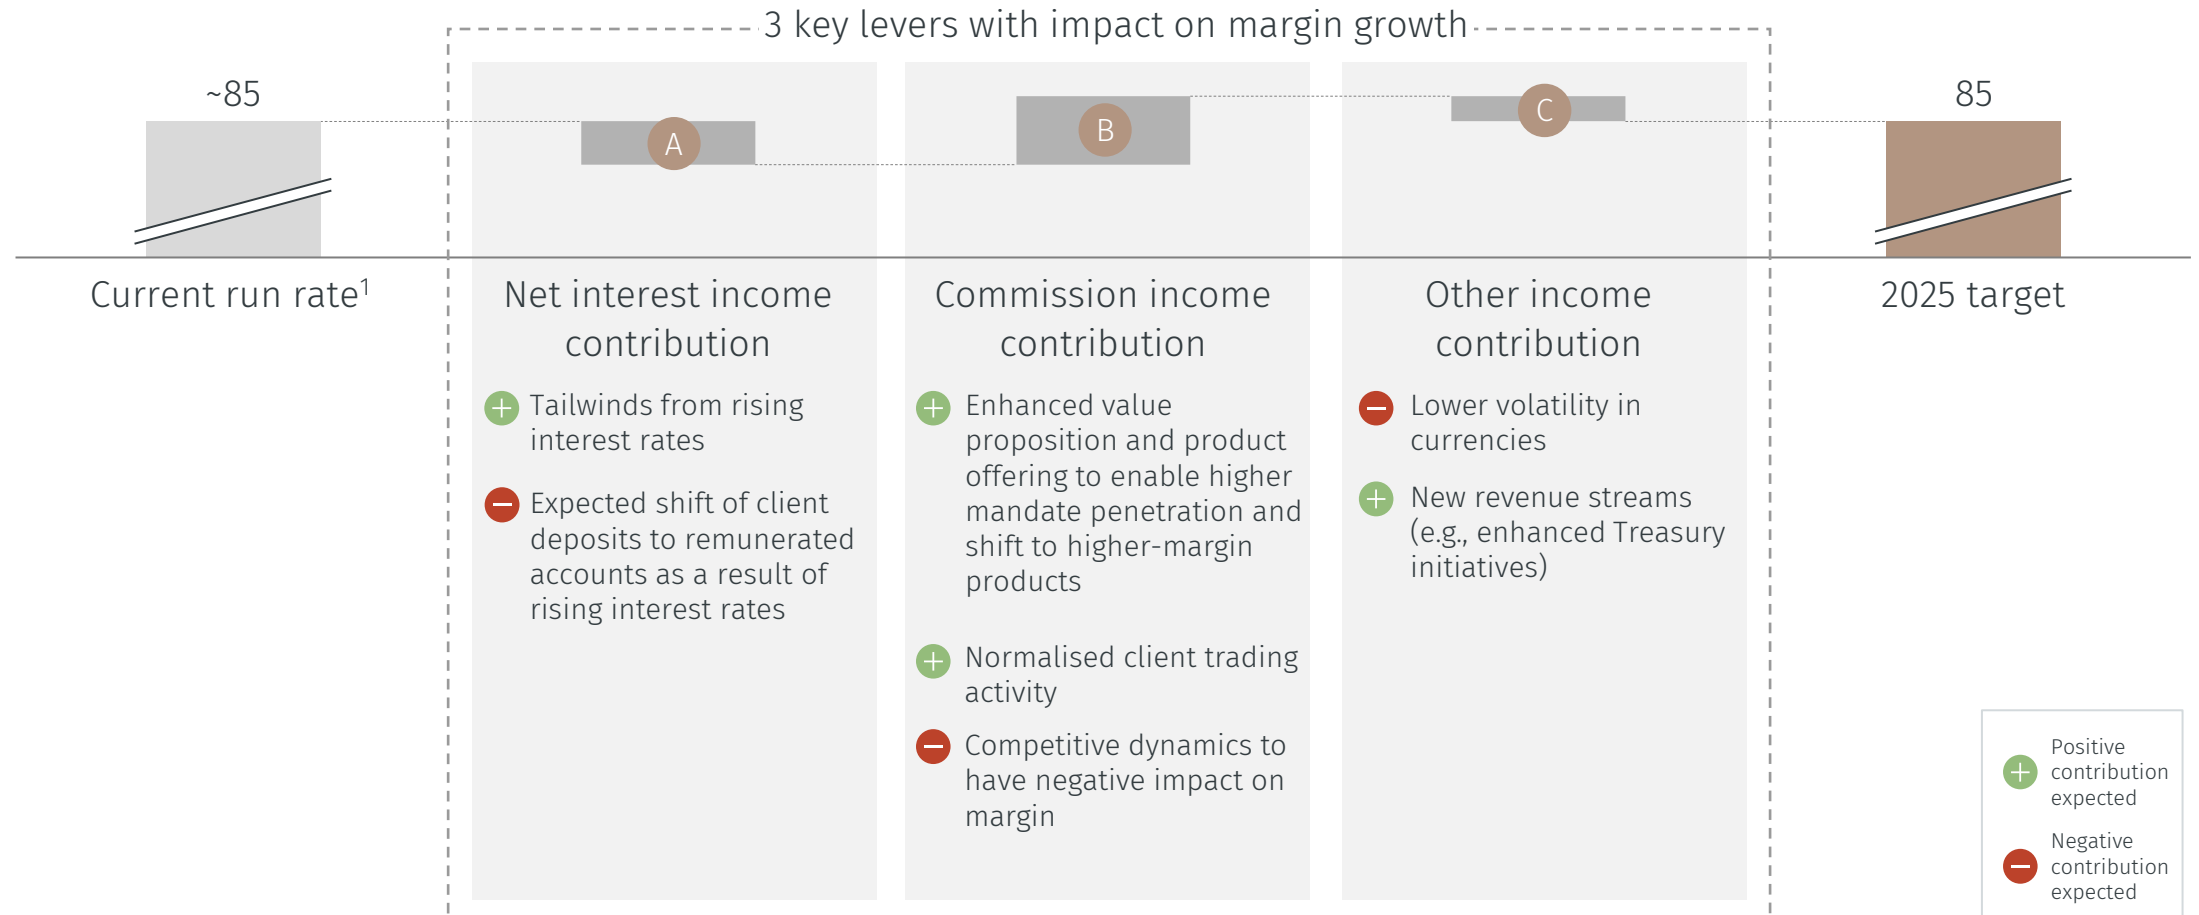 3 key levers with impact on margin growth
~85
A
B
C
85
Current run rate¹
Net interest income
contribution
Commission income
contribution
Other income
contribution
2025 target
+ Tailwinds from rising
interest rates
− Expected shift of client
deposits to remunerated
accounts as a result of
rising interest rates
+ Enhanced value
proposition and product
offering to enable higher
mandate penetration and
shift to higher-margin
products
+ Normalised client trading
activity
− Competitive dynamics to
have negative impact on
margin
− Lower volatility in
currencies
+ New revenue streams
(e.g., enhanced Treasury
initiatives)
+ Positive
contribution
expected
− Negative
contribution
expected